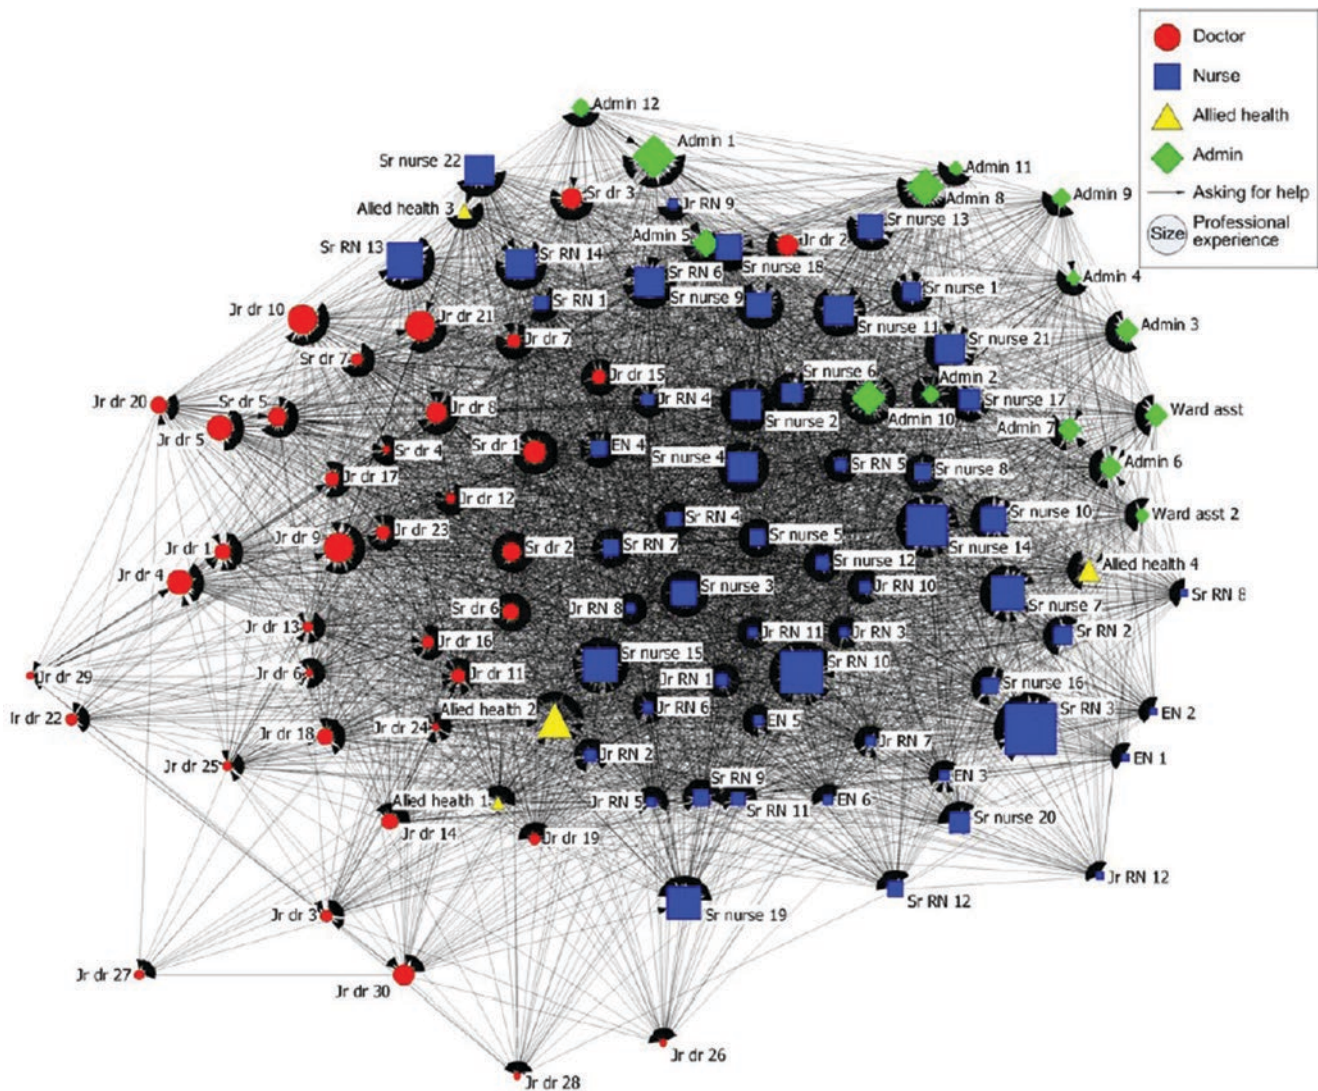 Doctor
Nurse
Allied health
Admin
Asking for help
Size
Professional
experience
Admin 12
Admin 1
Sr nurse 22
Admin 11
Sr dr 3
Jr RN 9
Admin 8
Admin 9
Allied health 3
Sr nurse 13
Admin 5
Jr dr 2
Sr RN 13
Sr RN 14
Sr nurse 18
Sr RN 6
Admin 4
Sr nurse 1
Sr RN 1
Sr nurse 9
Jr dr 10
Jr dr 21
Sr nurse 11
Admin 3
Sr nurse 21
Jr dr 7
Sr dr 7
Sr nurse 6
Admin 2
Jr dr 15
Jr dr 20
Sr dr 5
Jr dr 8
Jr RN 4
Sr nurse 2
Admin 10
Sr nurse 17
Ward asst
Jr dr 5
Admin 7
Sr dr 1
Sr dr 4
EN 4
Sr nurse 4
Sr RN 5
Sr nurse 8
Admin 6
Jr dr 17
Jr dr 12
Ward asst 2
Sr RN 4
Sr nurse 10
Jr dr 23
Jr dr 9
Sr nurse 5
Sr nurse 14
Jr dr 1
Sr dr 2
Sr RN 7
Sr nurse 12
Allied health 4
Jr dr 4
Sr nurse 3
Jr RN 10
Sr RN 8
Sr nurse 7
Sr dr 6
Jr RN 8
Jr dr 13
Jr RN 11
Jr RN 3
Sr RN 2
Jr dr 16
Sr nurse 15
Sr RN 10
Jr dr 29
Jr dr 6
Jr dr 11
Jr RN 1
Sr nurse 16
Allied health 2
Sr RN 3
Jr dr 22
Jr RN 6
EN 2
Jr dr 24
EN 5
Jr dr 18
Jr RN 7
Jr RN 2
EN 1
Jr dr 25
EN 3
Sr RN 9
Allied health 1
Jr RN 5
Sr RN 11
EN 6
Sr nurse 20
Jr dr 14
Jr dr 19
Jr RN 12
Sr RN 12
Jr dr 3
Sr nurse 19
Jr dr 27
Jr dr 30
Jr dr 26
Jr dr 28